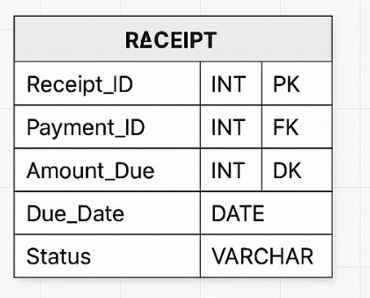 RACEIPT
Receipt_ID INT PK
Payment_ID INT FK
Amount_Due INT DK
Due_Date DATE
Status VARCHAR